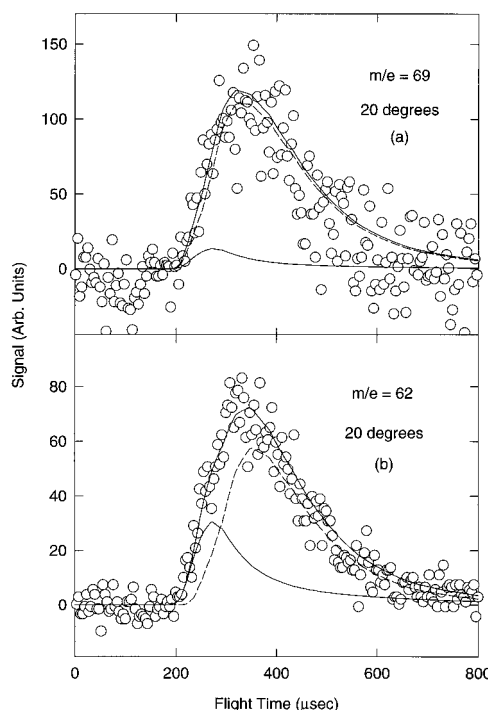 150
100
50
0
m/e = 69
20 degrees
(a)
Signal (Arb. Units)
80
60
40
20
0
m/e = 62
20 degrees
(b)
0 200 400 600 800
Flight Time (μsec)